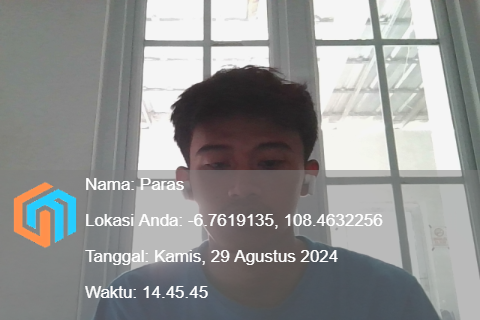 Nama: Paras
Lokasi Anda: -6.7619135, 108.4632256
Tanggal: Kamis, 29 Agustus 2024
Waktu: 14.45.45